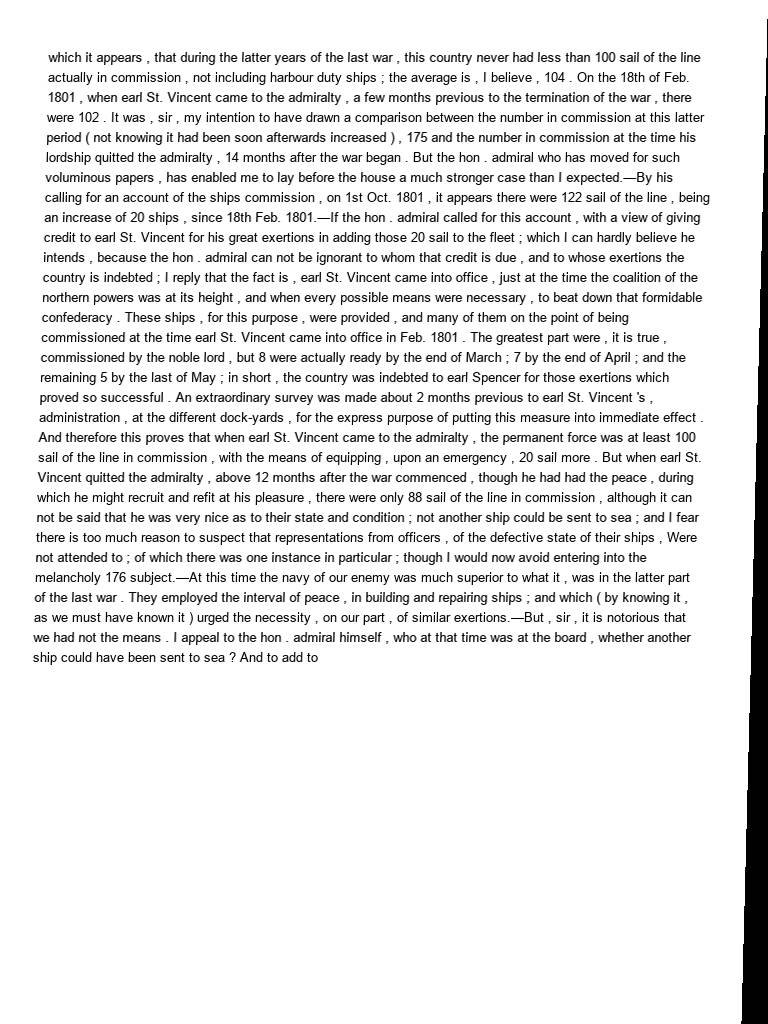 which it appears , that during the latter years of the last war , this country never had less than 100 sail of the line
actually in commission , not including harbour duty ships ; the average is , I believe , 104 . On the 18th of Feb.
1801 , when earl St. Vincent came to the admiralty , a few months previous to the termination of the war , there
were 102 . It was , sir , my intention to have drawn a comparison between the number in commission at this latter
period ( not knowing it had been soon afterwards increased ) , 175 and the number in commission at the time his
lordship quitted the admiralty , 14 months after the war began . But the hon . admiral who has moved for such
voluminous papers , has enabled me to lay before the house a much stronger case than I expected.—By his
calling for an account of the ships commission , on 1st Oct. 1801 , it appears there were 122 sail of the line , being
an increase of 20 ships , since 18th Feb. 1801.—If the hon . admiral called for this account , with a view of giving
credit to earl St. Vincent for his great exertions in adding those 20 sail to the fleet ; which I can hardly believe he
intends , because the hon . admiral can not be ignorant to whom that credit is due , and to whose exertions the
country is indebted ; I reply that the fact is , earl St. Vincent came into office , just at the time the coalition of the
northern powers was at its height , and when every possible means were necessary , to beat down that formidable
confederacy . These ships , for this purpose , were provided , and many of them on the point of being
commissioned at the time earl St. Vincent came into office in Feb. 1801 . The greatest part were , it is true ,
commissioned by the noble lord , but 8 were actually ready by the end of March ; 7 by the end of April ; and the
remaining 5 by the last of May ; in short , the country was indebted to earl Spencer for those exertions which
proved so successful . An extraordinary survey was made about 2 months previous to earl St. Vincent 's ,
administration , at the different dock-yards , for the express purpose of putting this measure into immediate effect .
And therefore this proves that when earl St. Vincent came to the admiralty , the permanent force was at least 100
sail of the line in commission , with the means of equipping , upon an emergency , 20 sail more . But when earl St.
Vincent quitted the admiralty , above 12 months after the war commenced , though he had had the peace , during
which he might recruit and refit at his pleasure , there were only 88 sail of the line in commission , although it can
not be said that he was very nice as to their state and condition ; not another ship could be sent to sea ; and I fear
there is too much reason to suspect that representations from officers , of the defective state of their ships , Were
not attended to ; of which there was one instance in particular ; though I would now avoid entering into the
melancholy 176 subject.—At this time the navy of our enemy was much superior to what it , was in the latter part
of the last war . They employed the interval of peace , in building and repairing ships ; and which ( by knowing it ,
as we must have known it ) urged the necessity , on our part , of similar exertions.—But , sir , it is notorious that
we had not the means . I appeal to the hon . admiral himself , who at that time was at the board , whether another
ship could have been sent to sea ? And to add to